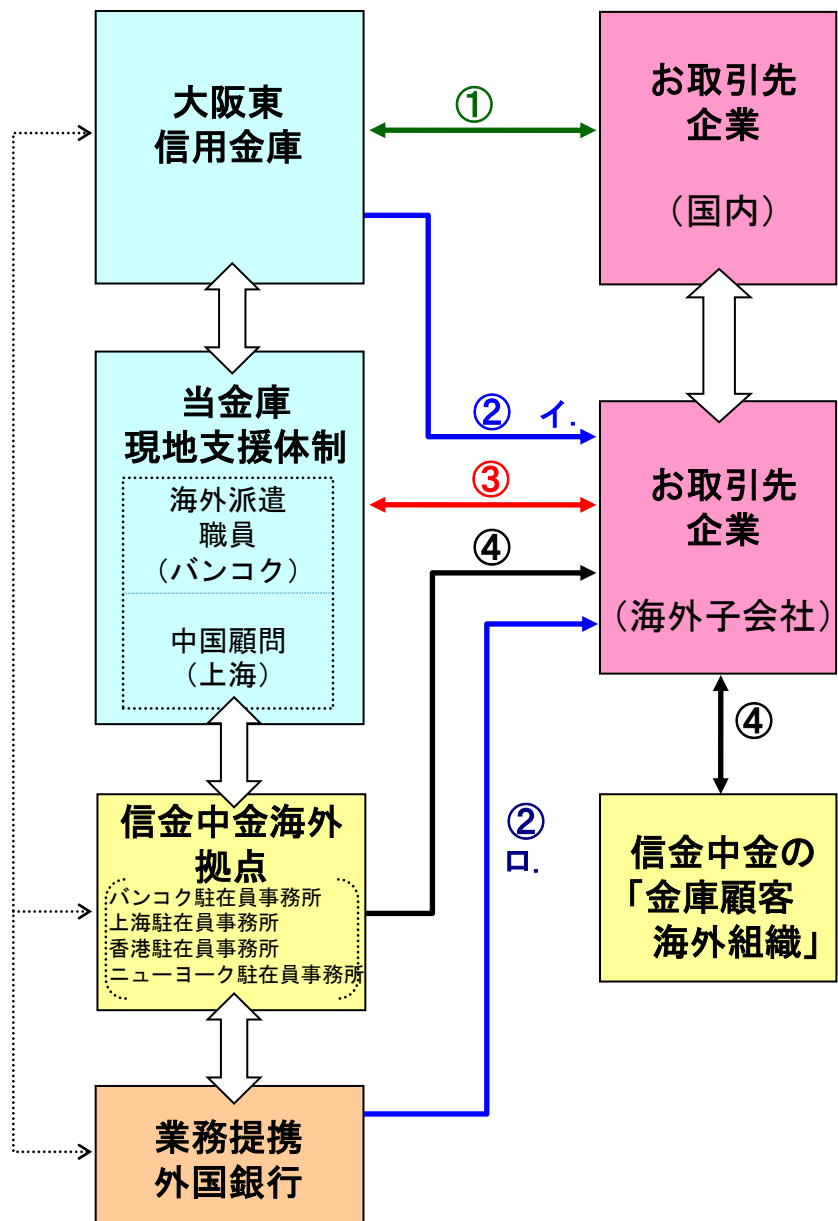 大阪東
信用金庫
①
お取引先
企業
（国内）
当金庫
現地支援体制
海外派遣
職員
（バンコク）
中国顧問
（上海）
② イ.
③
④
お取引先
企業
（海外子会社）
④
信金中金海外
拠点
バンコク駐在員事務所
上海駐在員事務所
香港駐在員事務所
ニューヨーク駐在員事務所
②
ロ.
信金中金の
「金庫顧客
海外組織」
業務提携
外国銀行